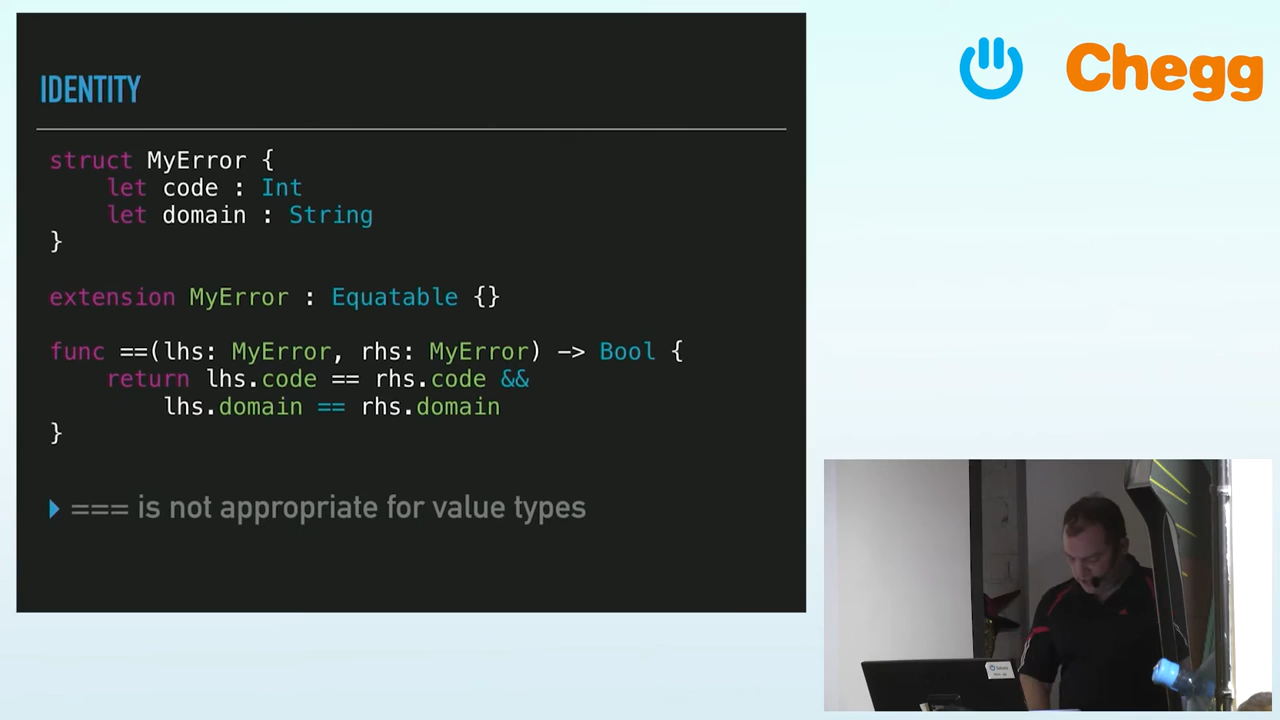 IDENTITY
Chegg
struct MyError {
    let code : Int
    let domain : String
}
extension MyError : Equatable {}
func ==(lhs: MyError, rhs: MyError) -> Bool {
    return lhs.code == rhs.code &&
        lhs.domain == rhs.domain
}
=== is not appropriate for value types